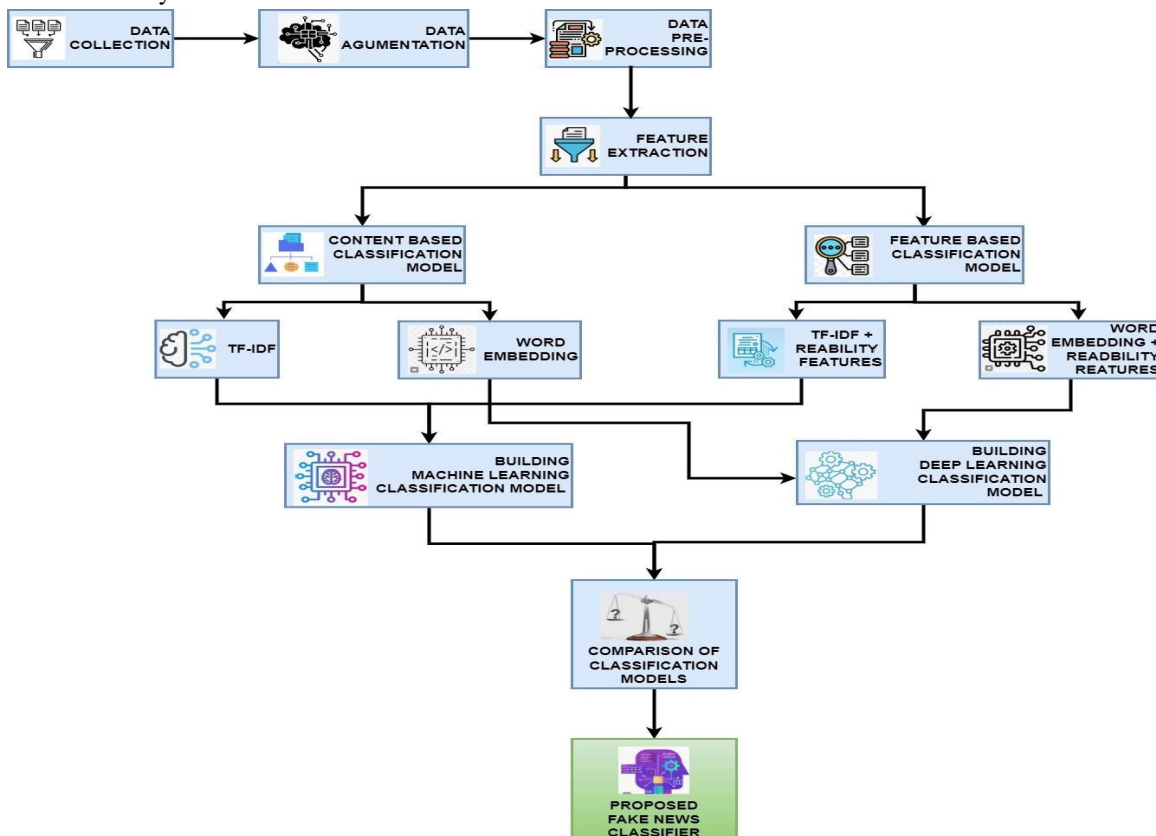 DATA
COLLECTION
DATA
AGUMENTATION
DATA
PRE-
PROCESSING
FEATURE
EXTRACTION
CONTENT BASED
CLASSIFICATION
MODEL
FEATURE BASED
CLASSIFICATION
MODEL
TF-IDF
WORD
EMBEDDING
TF-IDF +
REABILITY
FEATURES
WORD
EMBEDDING +
READBILITY
REATURES
BUILDING
MACHINE LEARNING
CLASSIFICATION MODEL
BUILDING
DEEP LEARNING
CLASSIFICATION
MODEL
? ?
COMPARISON OF
CLASSIFICATION
MODELS
PROPOSED
FAKE NEWS
CLASSIFIER